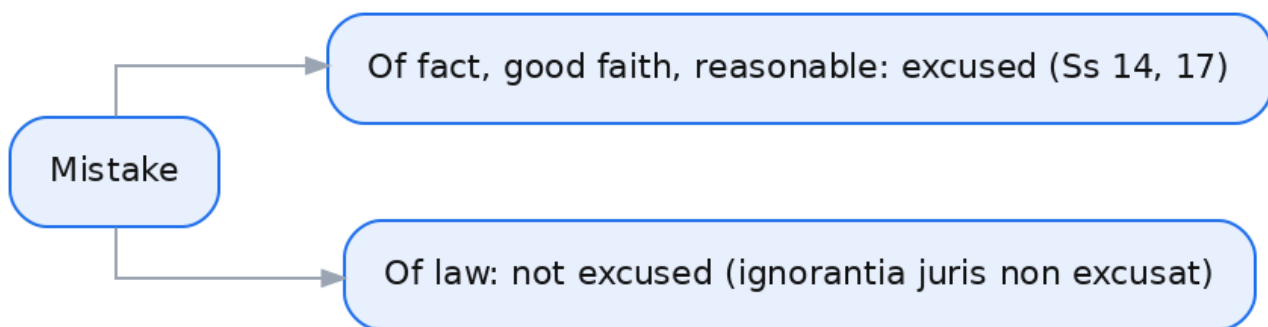 Of fact, good faith, reasonable: excused (Ss 14, 17)
Mistake
Of law: not excused (ignorantia juris non excusat)